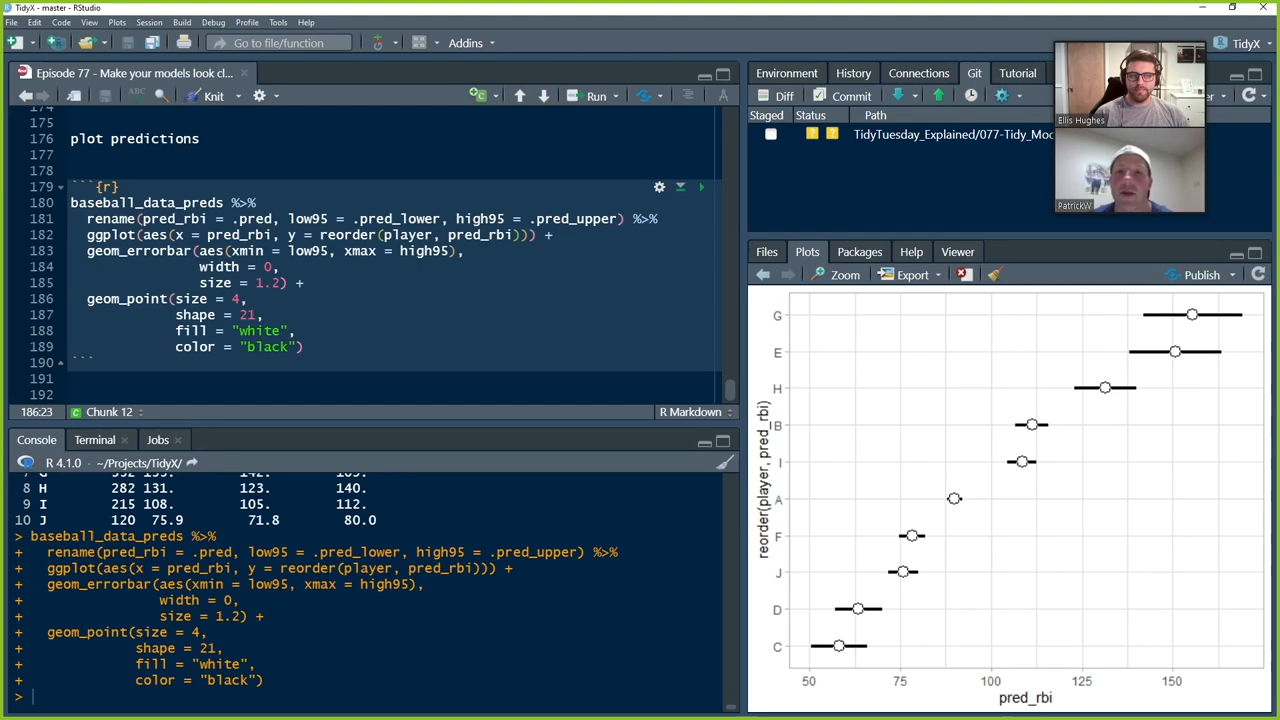 TidyX - master - RStudio
File Edit Code View Plots Session Build Debug Profile Tools Help
Go to file/function
Addins
TidyX
Episode 77 - Make your models look cl...
Knit
Run
175
176 plot predictions
177
178
179 ```{r}
180 baseball_data_preds %>%
181 rename(pred_rbi = .pred, low95 = .pred_lower, high95 = .pred_upper) %>%
182 ggplot(aes(x = pred_rbi, y = reorder(player, pred_rbi))) +
183 geom_errorbar(aes(xmin = low95, xmax = high95),
184 width = 0,
185 size = 1.2) +
186 geom_point(size = 4,
187 shape = 21,
188 fill = "white",
189 color = "black")
190 ```
191
192
186:23 Chunk 12 R Markdown
Console Terminal Jobs
R 4.1.0 · ~/Projects/TidyX/
8 H 282 131. 123. 140.
9 I 215 108. 105. 112.
10 J 120 75.9 71.8 80.0
> baseball_data_preds %>%
+ rename(pred_rbi = .pred, low95 = .pred_lower, high95 = .pred_upper) %>%
+ ggplot(aes(x = pred_rbi, y = reorder(player, pred_rbi))) +
+ geom_errorbar(aes(xmin = low95, xmax = high95),
+ width = 0,
+ size = 1.2) +
+ geom_point(size = 4,
+ shape = 21,
+ fill = "white",
+ color = "black")
>
Environment History Connections Git Tutorial
Diff Commit
Staged Status Path
TidyTuesday_Explained/077-Tidy_Mod
Ellis Hughes
PatrickW
Files Plots Packages Help Viewer
Zoom Export Publish
G
E
H
B
I
A
F
J
D
C
reorder(player, pred_rbi)
50 75 100 125 150
pred_rbi